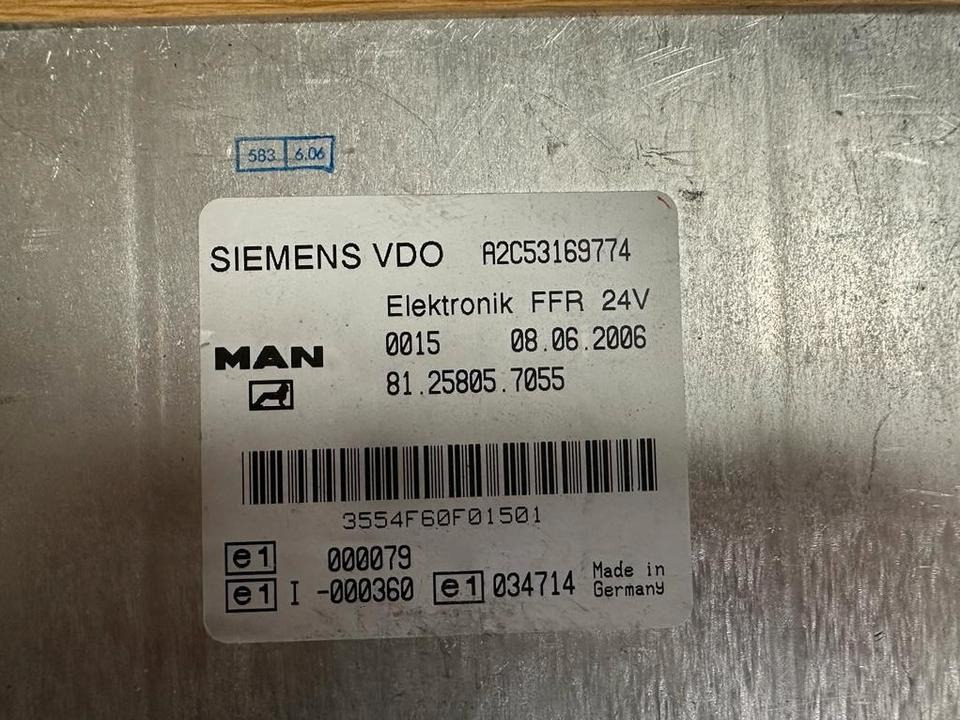 583 6.06
SIEMENS VDO A2C53169774
Elektronik FFR 24V
0015 08.06.2006
MAN
81.25805.7055
3554F60F01501
e1 000079
e1 I -000360 e1 034714 Made in
Germany